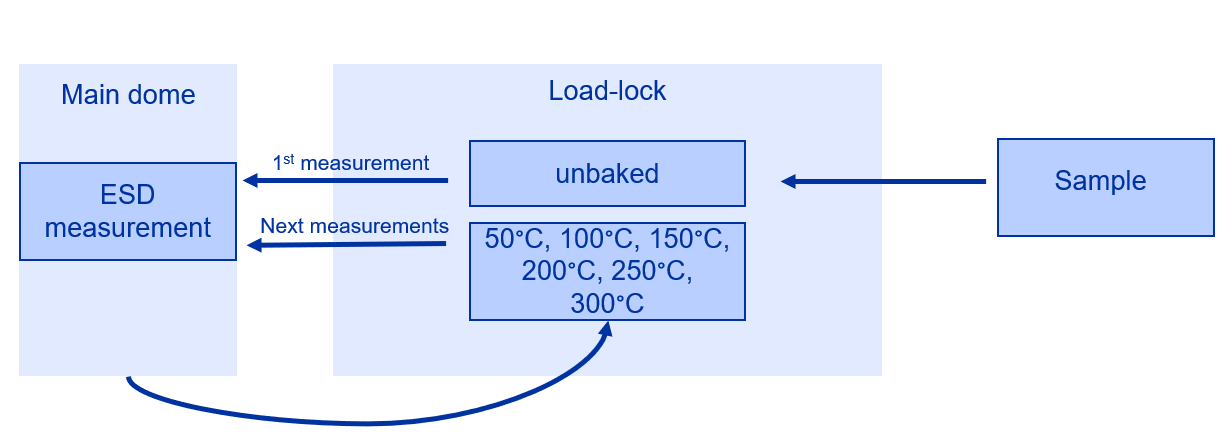 Main dome
ESD
measurement
1st measurement
Next measurements
Load-lock
unbaked
50°C, 100°C, 150°C,
200°C, 250°C,
300°C
Sample